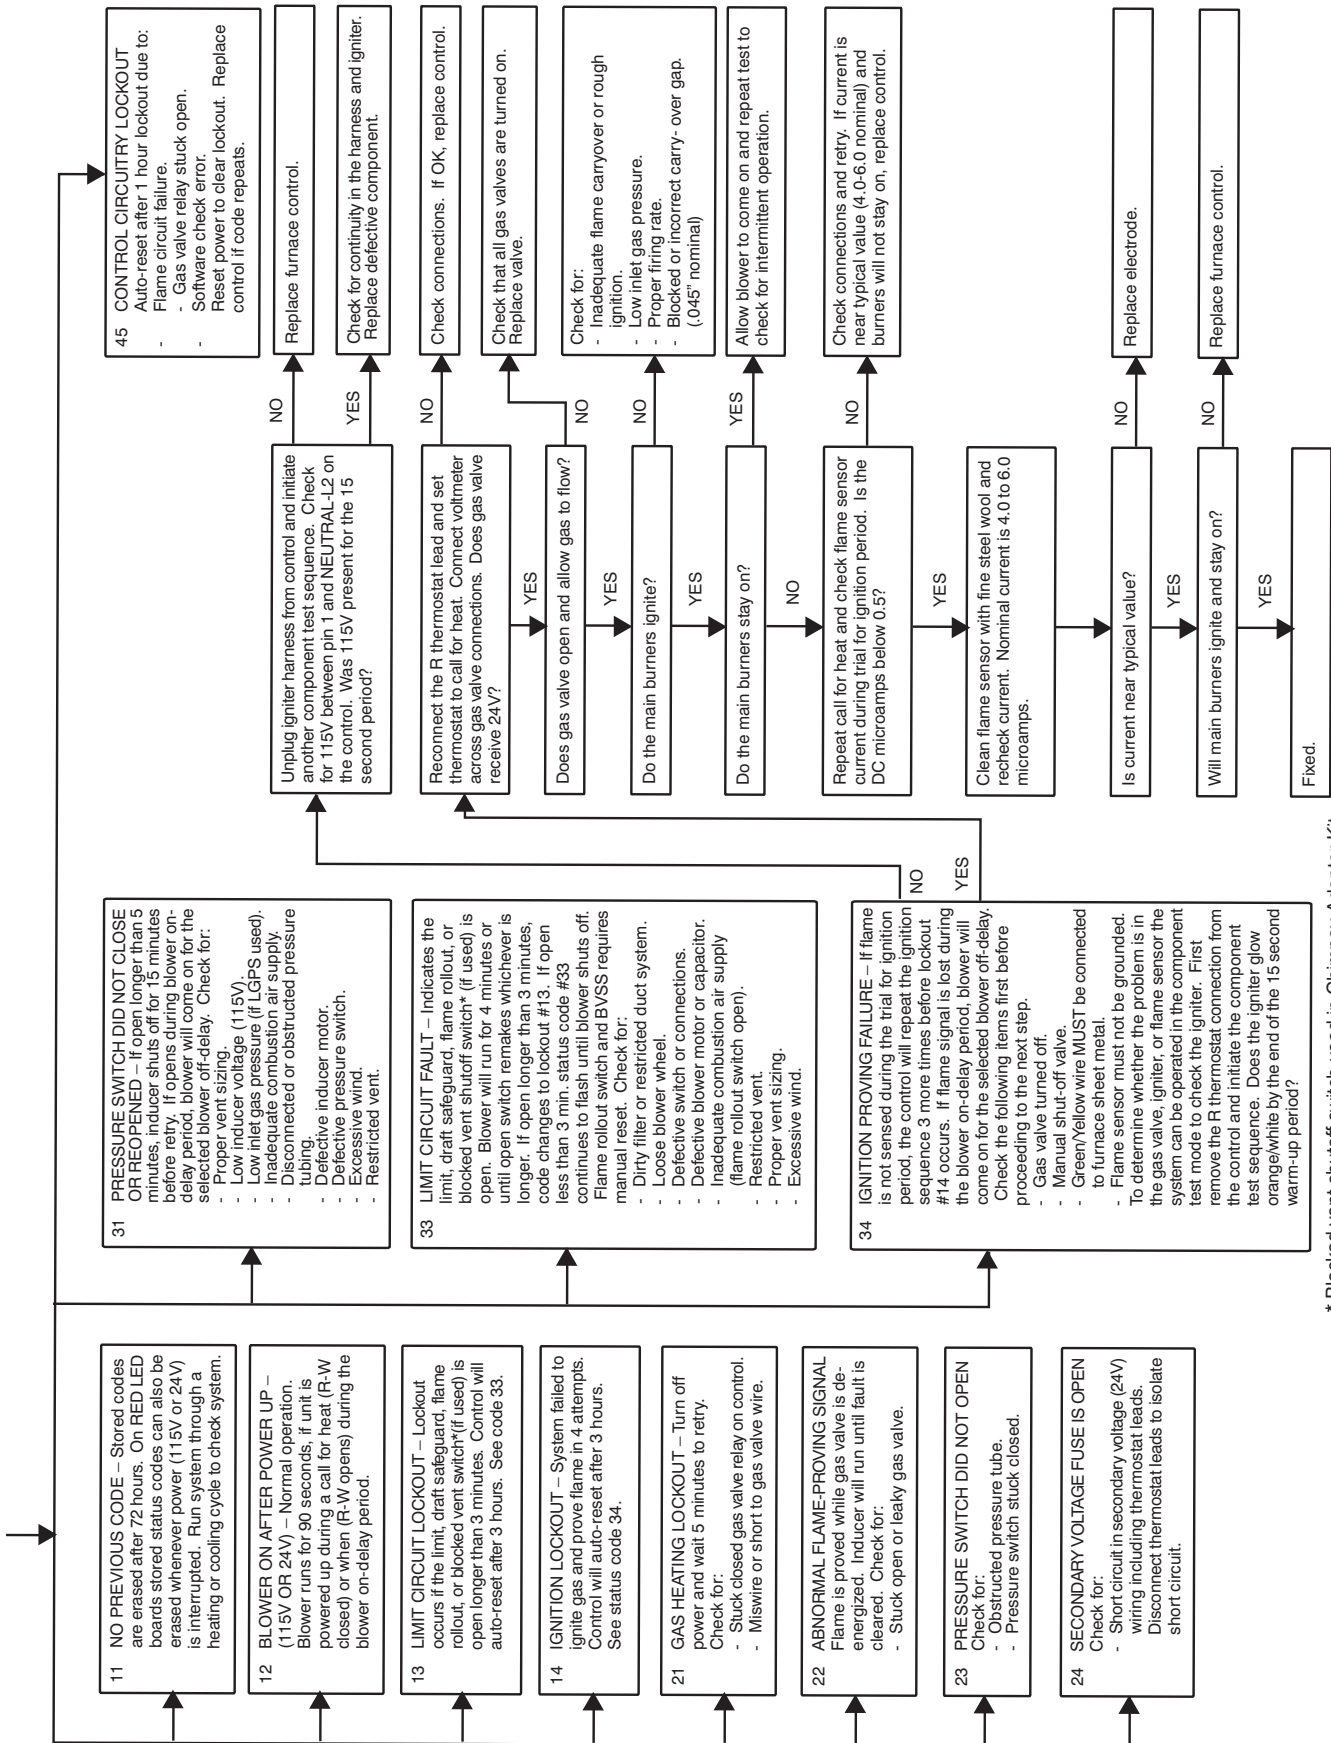 11 NO PREVIOUS CODE – Stored codes
are erased after 72 hours. On RED LED
boards stored status codes can also be
erased whenever power (115V or 24V)
is interrupted. Run system through a
heating or cooling cycle to check system.
12 BLOWER ON AFTER POWER UP –
(115V OR 24V) – Normal operation.
Blower runs for 90 seconds, if unit is
powered up during a call for heat (R-W
closed) or when (R-W opens) during the
blower on-delay period.
13 LIMIT CIRCUIT LOCKOUT – Lockout
occurs if the limit, draft safeguard, flame
rollout, or blocked vent switch*(if used) is
open longer than 3 minutes. Control will
auto-reset after 3 hours. See code 33.
14 IGNITION LOCKOUT – System failed to
ignite gas and prove flame in 4 attempts.
Control will auto-reset after 3 hours.
See status code 34.
21 GAS HEATING LOCKOUT – Turn off
power and wait 5 minutes to retry.
Check for:
- Stuck closed gas valve relay on control.
- Miswire or short to gas valve wire.
22 ABNORMAL FLAME-PROVING SIGNAL
Flame is proved while gas valve is de-
energized. Inducer will run until fault is
cleared. Check for:
- Stuck open or leaky gas valve.
23 PRESSURE SWITCH DID NOT OPEN
Check for:
- Obstructed pressure tube.
- Pressure switch stuck closed.
24 SECONDARY VOLTAGE FUSE IS OPEN
Check for:
- Short circuit in secondary voltage (24V)
wiring including thermostat leads.
Disconnect thermostat leads to isolate
short circuit.
31 PRESSURE SWITCH DID NOT CLOSE
OR REOPENED – If open longer than 5
minutes, inducer shuts off for 15 minutes
before retry. If opens during blower on-
delay period, blower will come on for the
selected blower off-delay. Check for:
- Proper vent sizing.
- Low inducer voltage (115V).
- Low inlet gas pressure (if LGPS used).
- Inadequate combustion air supply.
- Disconnected or obstructed pressure
tubing.
- Defective inducer motor.
- Defective pressure switch.
- Excessive wind.
- Restricted vent.
33 LIMIT CIRCUIT FAULT – Indicates the
limit, draft safeguard, flame rollout, or
blocked vent shutoff switch* (if used) is
open. Blower will run for 4 minutes or
until open switch remakes whichever is
longer. If open longer than 3 minutes,
code changes to lockout #13. If open
less than 3 min. status code #33
continues to flash until blower shuts off.
Flame rollout switch and BVSS requires
manual reset. Check for:
- Dirty filter or restricted duct system.
- Loose blower wheel.
- Defective switch or connections.
- Defective blower motor or capacitor.
- Inadequate combustion air supply
(flame rollout switch open).
- Restricted vent.
- Proper vent sizing.
- Excessive wind.
34 IGNITION PROVING FAILURE – If flame
is not sensed during the trial for ignition
period, the control will repeat the ignition
sequence 3 more times before lockout
#14 occurs. If flame signal is lost during
the blower on-delay period, blower will
come on for the selected blower off-delay.
Check the following items first before
proceeding to the next step.
- Gas valve turned off.
- Manual shut-off valve.
- Green/Yellow wire MUST be connected
to furnace sheet metal.
- Flame sensor must not be grounded.
To determine whether the problem is in
the gas valve, igniter, or flame sensor the
system can be operated in the component
test mode to check the igniter. First
remove the R thermostat connection from
the control and initiate the component
test sequence. Does the igniter glow
orange/white by the end of the 15 second
warm-up period?
NO
YES
45 CONTROL CIRCUITRY LOCKOUT
Auto-reset after 1 hour lockout due to:
- Flame circuit failure.
- Gas valve relay stuck open.
- Software check error.
Reset power to clear lockout. Replace
control if code repeats.
Unplug igniter harness from control and initiate
another component test sequence. Check
for 115V between pin 1 and NEUTRAL-L2 on
the control. Was 115V present for the 15
second period?
NO
Replace furnace control.
YES
Check for continuity in the harness and igniter.
Replace defective component.
Reconnect the R thermostat lead and set
thermostat to call for heat. Connect voltmeter
across gas valve connections. Does gas valve
receive 24V?
NO
Check connections. If OK, replace control.
YES
Does gas valve open and allow gas to flow?
NO
Check that all gas valves are turned on.
Replace valve.
YES
Do the main burners ignite?
NO
Check for:
- Inadequate flame carryover or rough
ignition.
- Low inlet gas pressure.
- Proper firing rate.
- Blocked or incorrect carry- over gap.
(.045” nominal)
YES
Do the main burners stay on?
YES
Allow blower to come on and repeat test to
check for intermittent operation.
NO
Repeat call for heat and check flame sensor
current during trial for ignition period. Is the
DC microamps below 0.5?
NO
Check connections and retry. If current is
near typical value (4.0-6.0 nominal) and
burners will not stay on, replace control.
YES
Clean flame sensor with fine steel wool and
recheck current. Nominal current is 4.0 to 6.0
microamps.
Is current near typical value?
NO
Replace electrode.
YES
Will main burners ignite and stay on?
NO
Replace furnace control.
YES
Fixed.